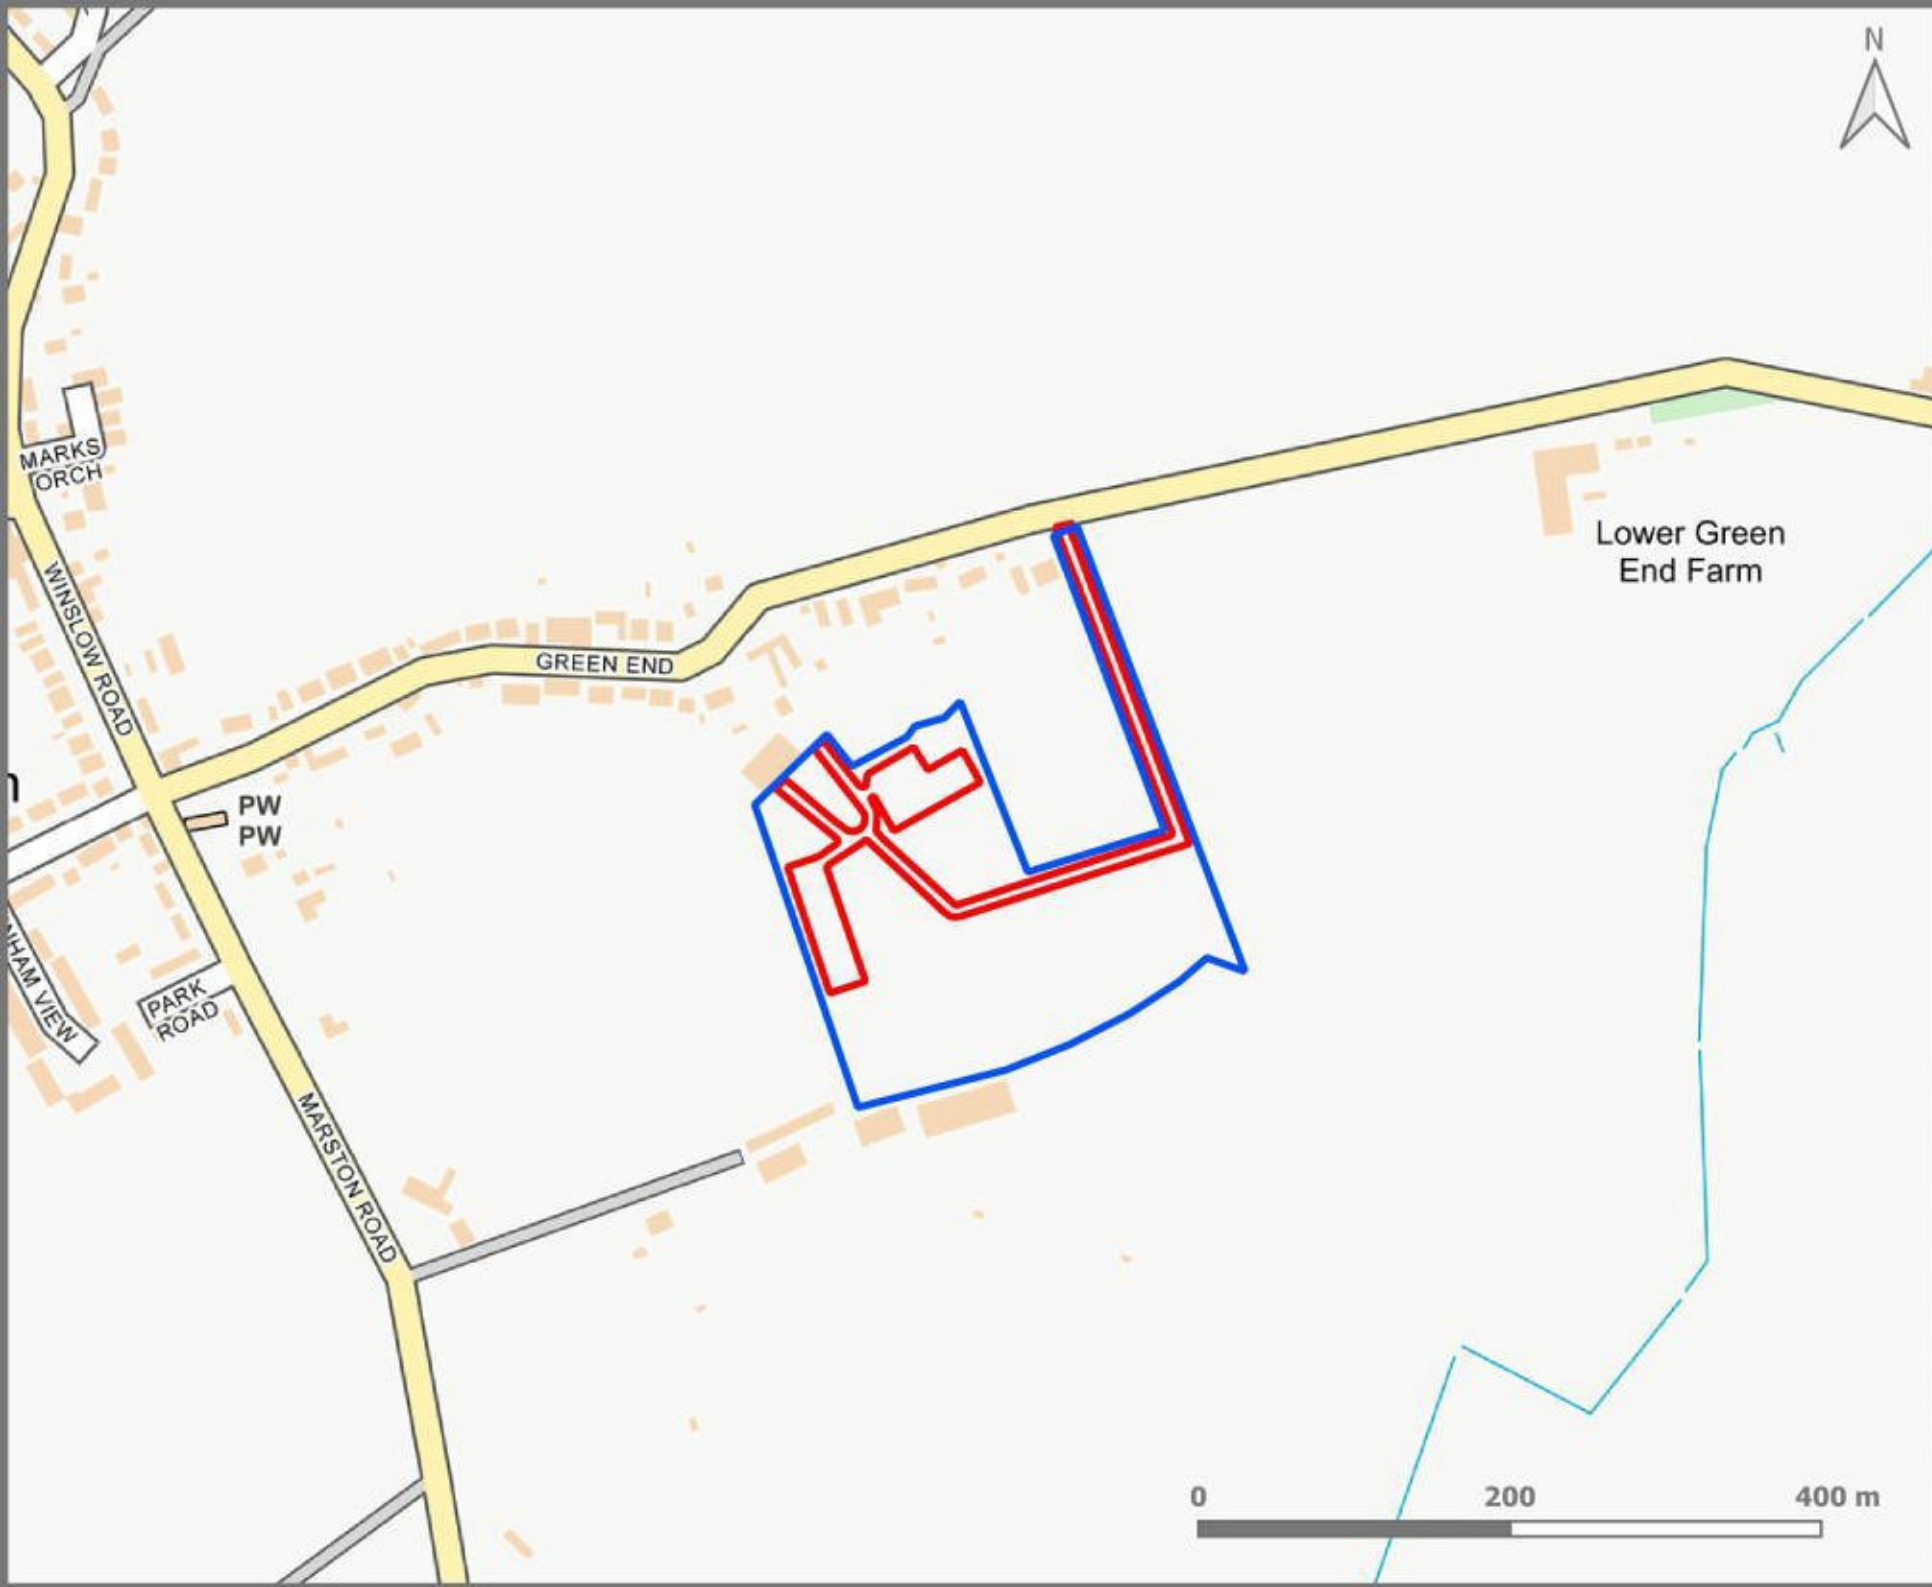 N
MARKS
ORCH
WINSLOW ROAD
Lower Green
End Farm
GREEN END
PW
PW
PARK
ROAD
MARSTON ROAD
0 200 400 m